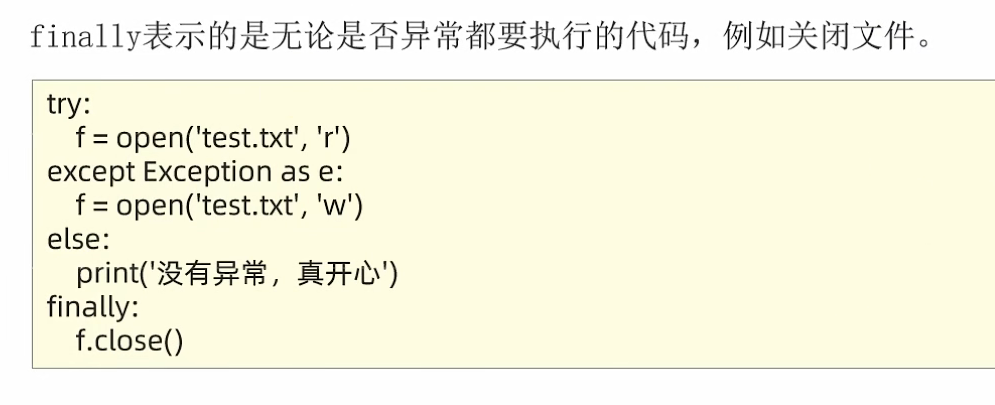 finally表示的是无论是否异常都要执行的代码，例如关闭文件。
try:
    f = open('test.txt', 'r')
except Exception as e:
    f = open('test.txt', 'w')
else:
    print('没有异常，真开心')
finally:
    f.close()